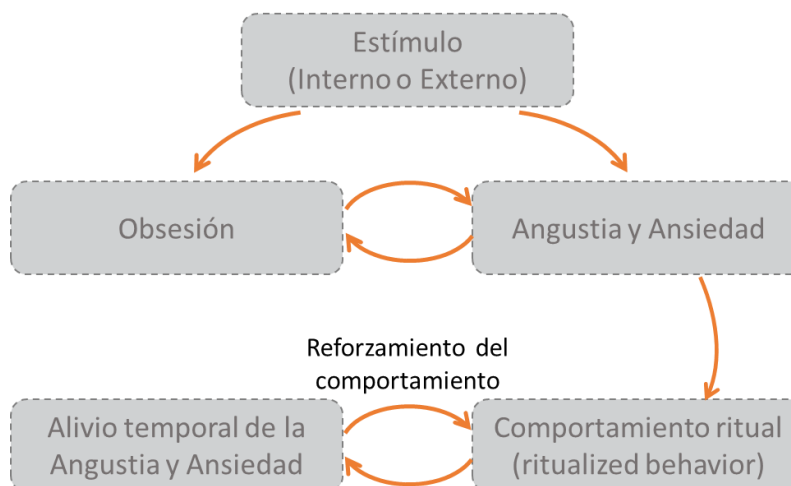 Estímulo
(Interno o Externo)
Obsesión
Angustia y Ansiedad
Reforzamiento del
comportamiento
Alivio temporal de la
Angustia y Ansiedad
Comportamiento ritual
(ritualized behavior)